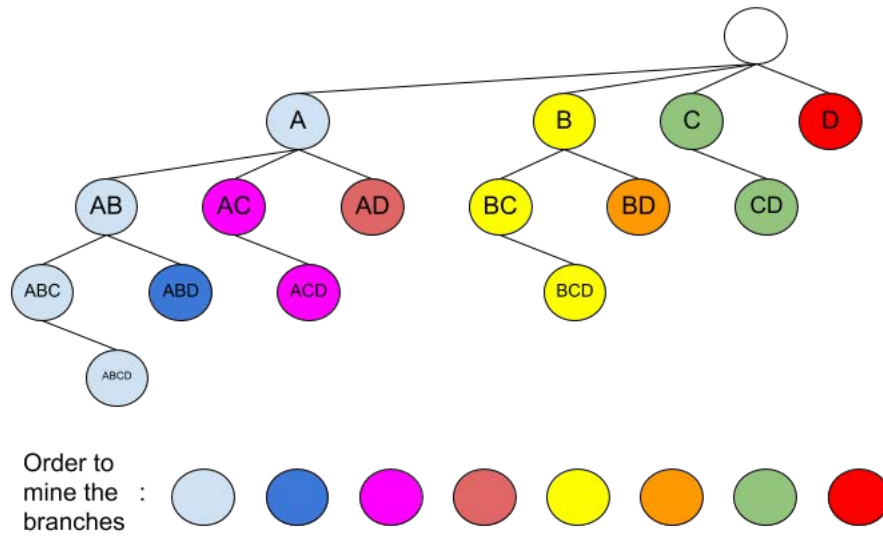 A B C D
AB AC AD BC BD CD
ABC ABD ACD BCD
ABCD
Order to
mine the :
branches